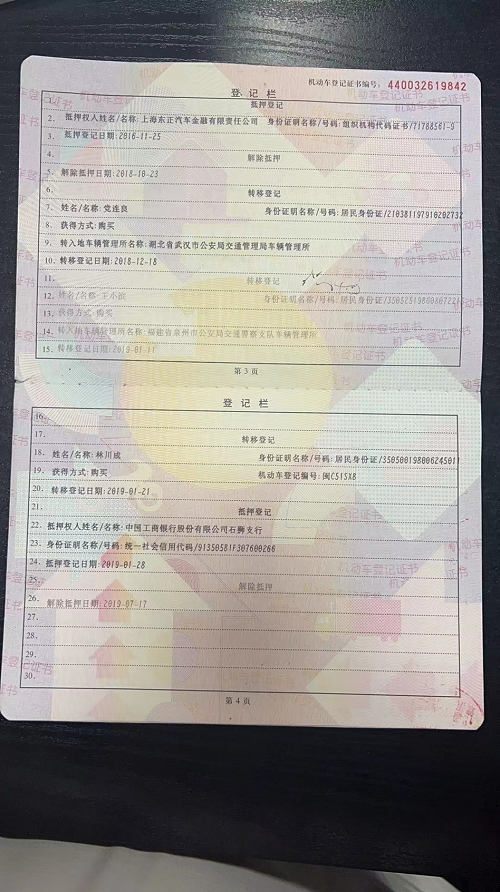 机动车登记证书编号: 440032619842
登记栏
1. 抵押登记
2. 抵押权人姓名/名称:上海东正汽车金融有限责任公司 身份证明名称/号码:组织机构代码证书/71788561-9
3. 抵押登记日期:2016-11-25
4. 解除抵押
5. 解除抵押日期:2018-10-23
6. 转移登记
7. 姓名/名称:党连良 身份证明名称/号码:居民身份证/210381197910202732
8. 获得方式:购买
9. 转入地车辆管理所名称:湖北省武汉市公安局交通管理局车辆管理所
10. 转移登记日期:2018-12-18
11. 转移登记
12. 姓名/名称:王小滨 身份证明名称/号码:居民身份证
13. 获得方式:购买
14. 转入地车辆管理所名称:福建省泉州市公安局交通警察支队车辆管理所
15. 转移登记日期:2019-01-11
第 3 页
登记栏
16.
17. 转移登记
18. 姓名/名称:林川成 身份证明名称/号码:居民身份证/350500198006245011
19. 获得方式:购买 机动车登记编号:闽C515X8
20. 转移登记日期:2019-01-21
21. 抵押登记
22. 抵押权人姓名/名称:中国工商银行股份有限公司石狮支行
23. 身份证明名称/号码:统一社会信用代码/91350581F307600266
24. 抵押登记日期:2019-01-28
25. 解除抵押
26. 解除抵押日期:2019-07-17
27.
28.
29.
30.
第 4 页